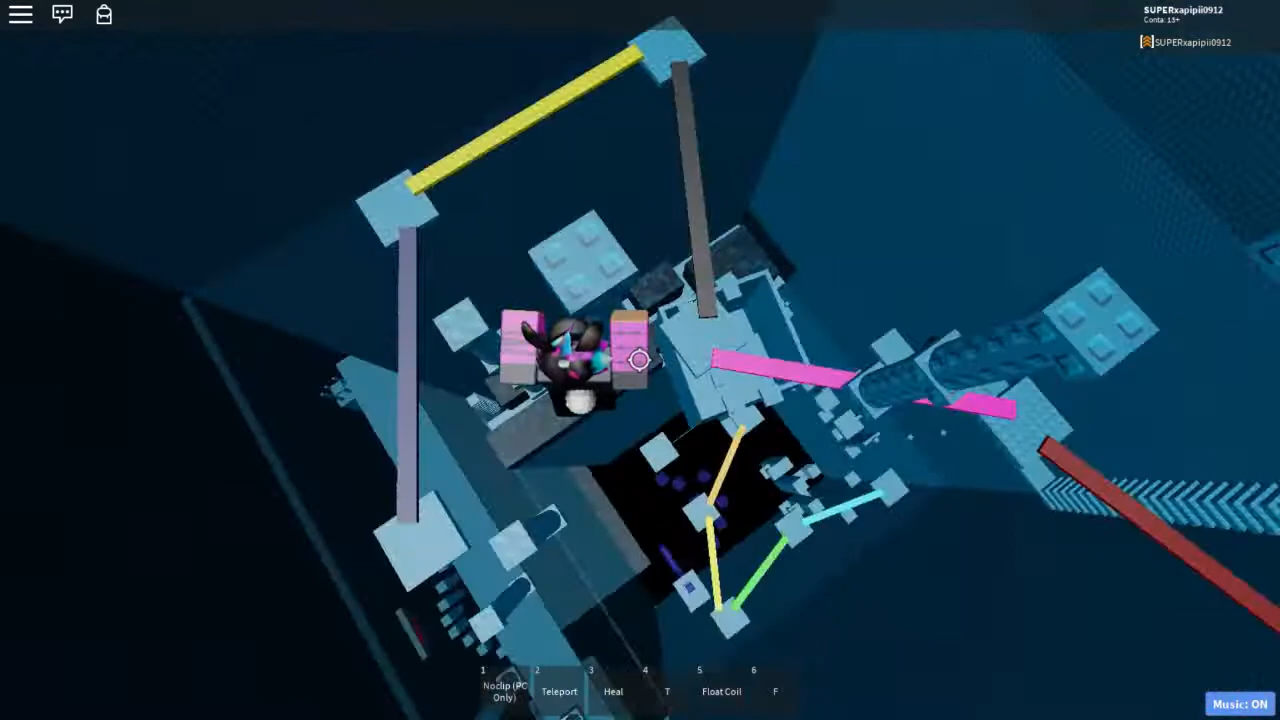 SUPERxapipii0912
Conta: 13+
SUPERxapipii0912
1 2 3 4 5 6
Noclip (PC Only) Teleport Heal T Float Coil F
Music: ON